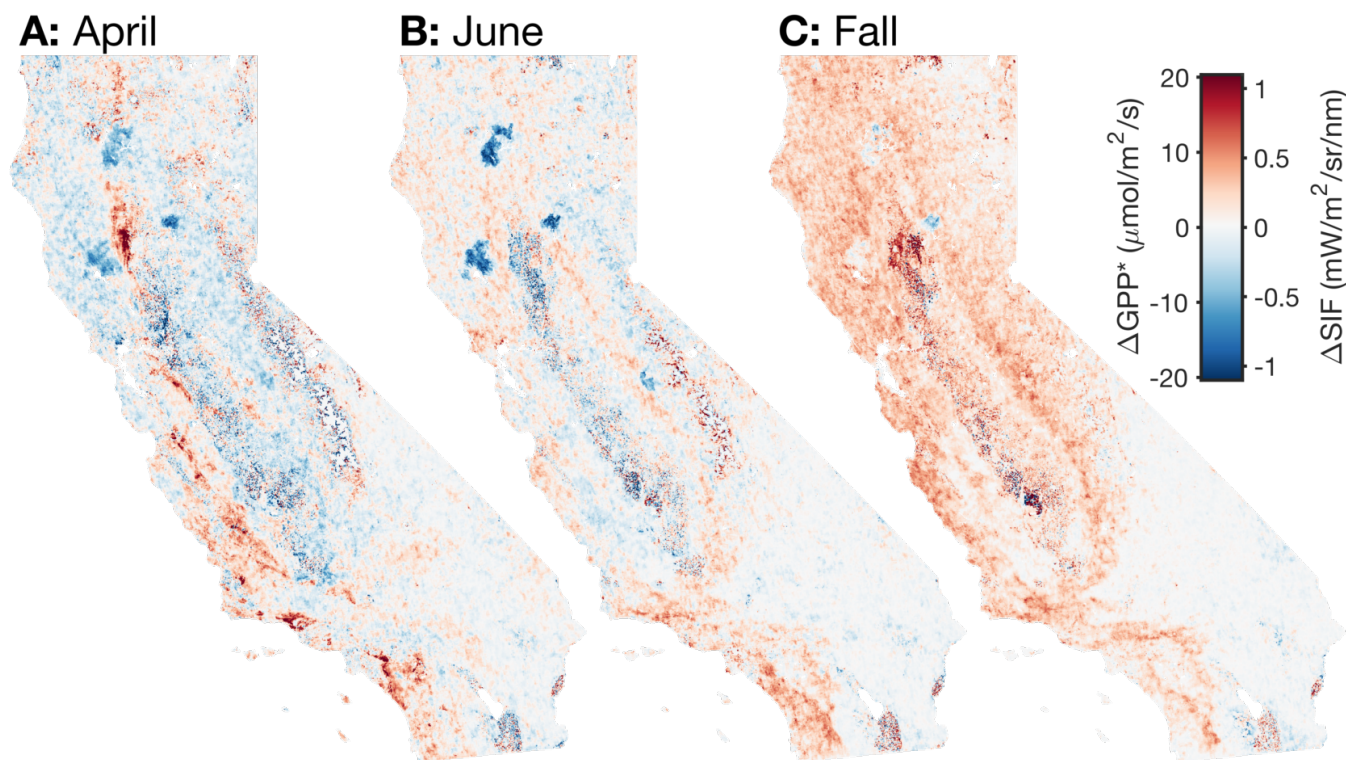 A: April
B: June
C: Fall
ΔGPP* (μmol/m²/s)
20
10
0
-10
-20
1
0.5
0
-0.5
-1
ΔSIF (mW/m²/sr/nm)